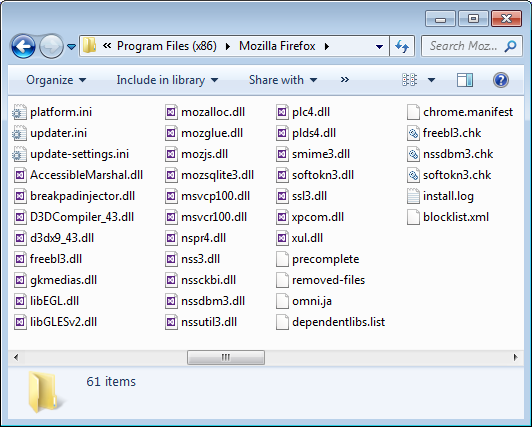 « Program Files (x86) ▸ Mozilla Firefox ▸
Search Moz...
Organize Include in library Share with »
platform.ini
updater.ini
update-settings.ini
AccessibleMarshal.dll
breakpadinjector.dll
D3DCompiler_43.dll
d3dx9_43.dll
freebl3.dll
gkmedias.dll
libEGL.dll
libGLESv2.dll
mozalloc.dll
mozglue.dll
mozjs.dll
mozsqlite3.dll
msvcp100.dll
msvcr100.dll
nspr4.dll
nss3.dll
nssckbi.dll
nssdbm3.dll
nssutil3.dll
plc4.dll
plds4.dll
smime3.dll
softokn3.dll
ssl3.dll
xpcom.dll
xul.dll
precomplete
removed-files
omni.ja
dependentlibs.list
chrome.manifest
freebl3.chk
nssdbm3.chk
softokn3.chk
install.log
blocklist.xml
61 items